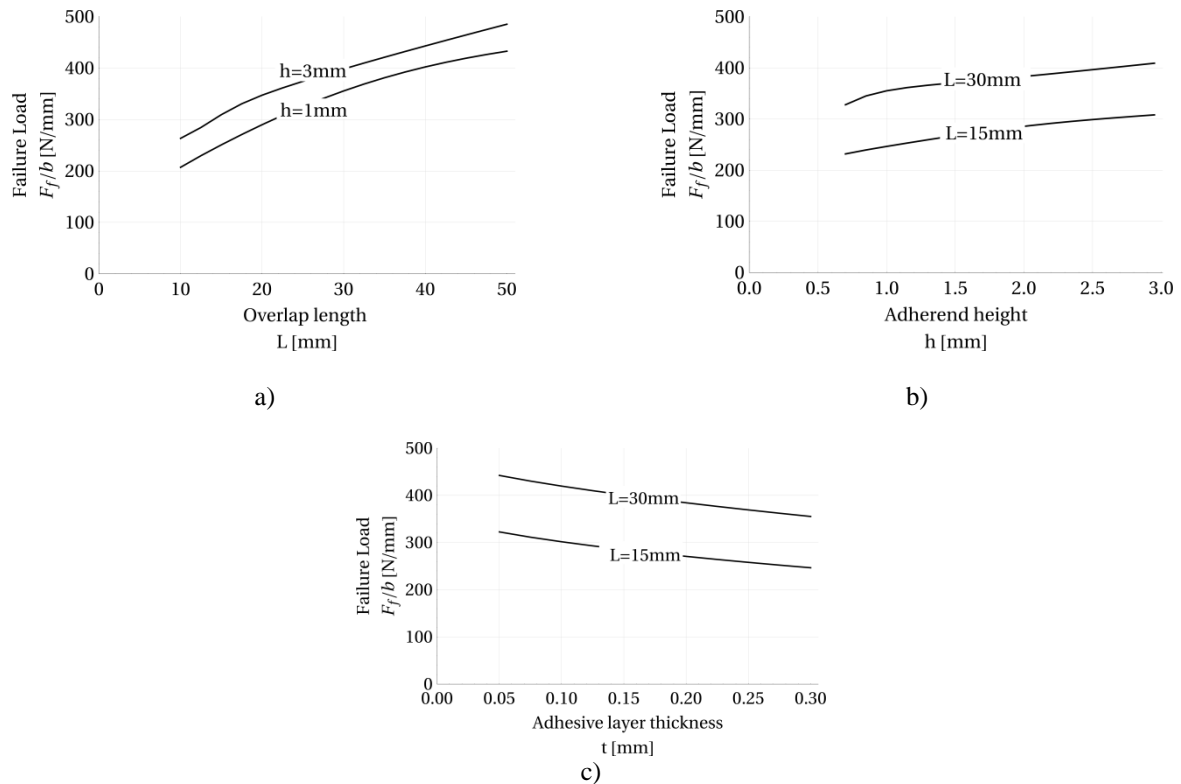 500
400
300
200
100
0
Failure Load
F_f/b [N/mm]
h=3mm
h=1mm
0 10 20 30 40 50
Overlap length
L [mm]
a)
500
400
300
200
100
0
Failure Load
F_f/b [N/mm]
L=30mm
L=15mm
0.0 0.5 1.0 1.5 2.0 2.5 3.0
Adherend height
h [mm]
b)
500
400
300
200
100
0
Failure Load
F_f/b [N/mm]
L=30mm
L=15mm
0.00 0.05 0.10 0.15 0.20 0.25 0.30
Adhesive layer thickness
t [mm]
c)